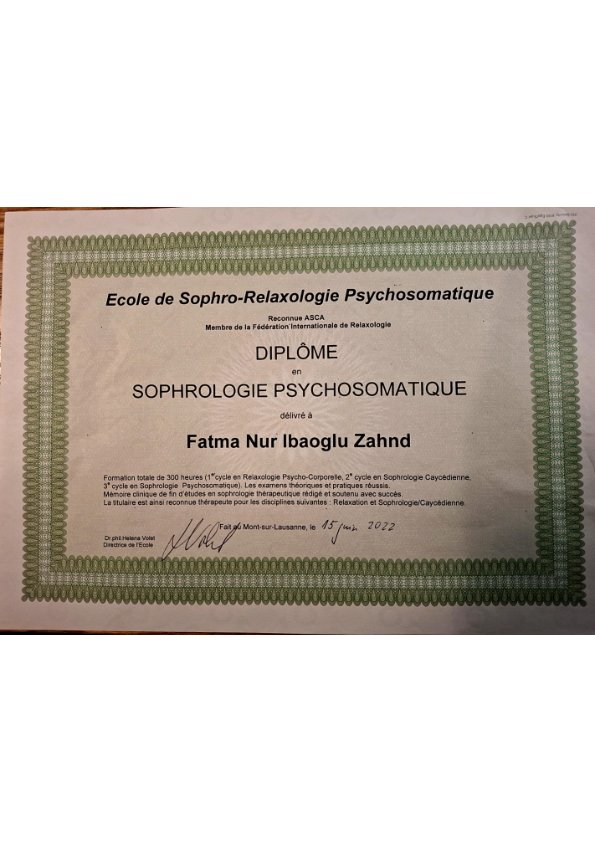 Ecole de Sophro-Relaxologie Psychosomatique
Reconnue ASCA
Membre de la Fédération Internationale de Relaxologie
DIPLÔME
en
SOPHROLOGIE PSYCHOSOMATIQUE
délivré à
Fatma Nur Ibaoglu Zahnd
Formation totale de 300 heures (1er cycle en Relaxologie Psycho-Corporelle, 2e cycle en Sophrologie Caycédienne,
3e cycle en Sophrologie Psychosomatique). Les examens théoriques et pratiques réussis.
Mémoire clinique de fin d'études en sophrologie thérapeutique rédigé et soutenu avec succès.
La titulaire est ainsi reconnue thérapeute pour les disciplines suivantes : Relaxation et Sophrologie/Caycédienne.
Fait au Mont-sur-Lausanne, le 15 juin 2022
Dr phil. Helena Volet
Directrice de l'Ecole